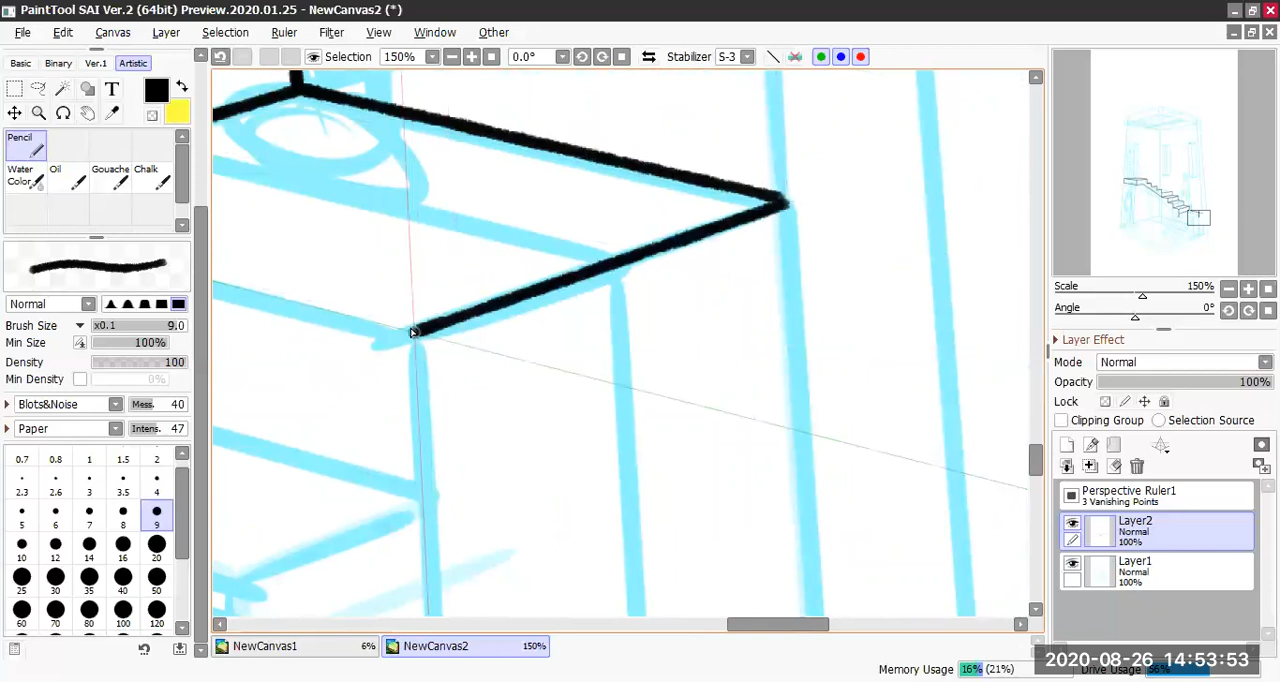 PaintTool SAI Ver.2 (64bit) Preview.2020.01.25 - NewCanvas2 (*)
File Edit Canvas Layer Selection Ruler Filter View Window Other
Basic Binary Ver.1 Artistic
Selection 150% 0.0° Stabilizer S-3
T
Pencil
Water Color Oil Gouache Chalk
Normal
Brush Size x0.1 9.0
Min Size 100%
Density 100
Min Density 0%
Blots&Noise Mess. 40
Paper Intens. 47
0.7 0.8 1 1.5 2
2.3 2.6 3 3.5 4
5 6 7 8 9
10 12 14 16 20
25 30 35 40 50
60 70 80 100 120
Scale 150%
Angle 0°
Layer Effect
Mode Normal
Opacity 100%
Lock
Clipping Group Selection Source
Perspective Ruler1
3 Vanishing Points
Layer2
Normal
100%
Layer1
Normal
100%
NewCanvas1 6% NewCanvas2 150%
Memory Usage 16% (21%) Drive Usage 56%
2020-08-26 14:53:53